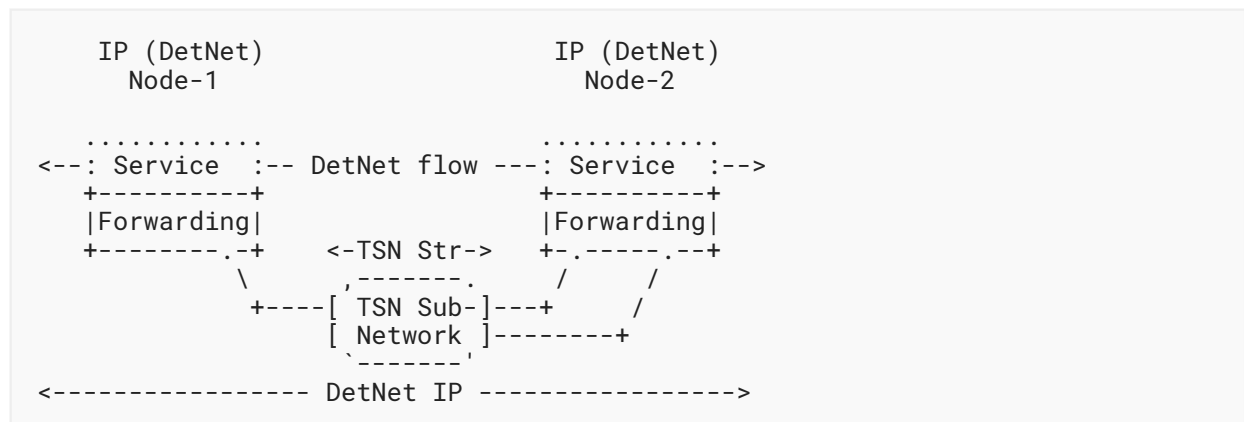 IP (DetNet)                   IP (DetNet)
      Node-1                        Node-2

   ............                  ............
<--: Service  :-- DetNet flow ---: Service  :-->
   +----------+                  +----------+
   |Forwarding|                  |Forwarding|
   +--------.-+    <-TSN Str->   +-.-----.--+
             \      ,-------.     /     /
              +----[ TSN Sub-]---+     /
                   [ Network ]--------+
                    `-------'
<----------------- DetNet IP ----------------->